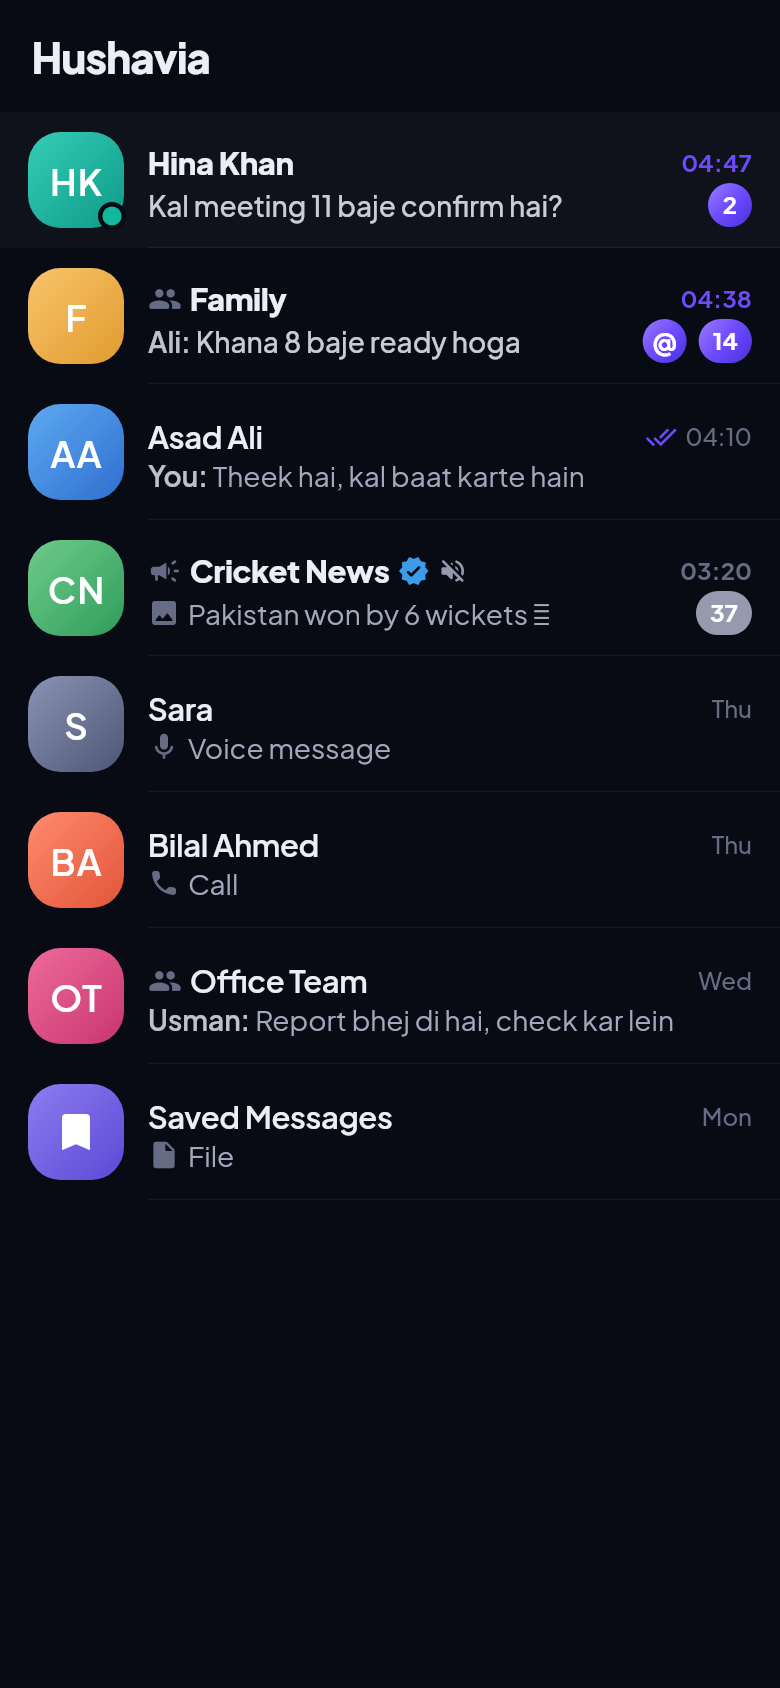 Hushavia
HK
Hina Khan
04:47
Kal meeting 11 baje confirm hai?
2
F
Family
04:38
Ali: Khana 8 baje ready hoga
@
14
AA
Asad Ali
04:10
You: Theek hai, kal baat karte hain
CN
Cricket News
03:20
Pakistan won by 6 wickets
37
S
Sara
Thu
Voice message
BA
Bilal Ahmed
Thu
Call
OT
Office Team
Wed
Usman: Report bhej di hai, check kar lein
Saved Messages
Mon
File